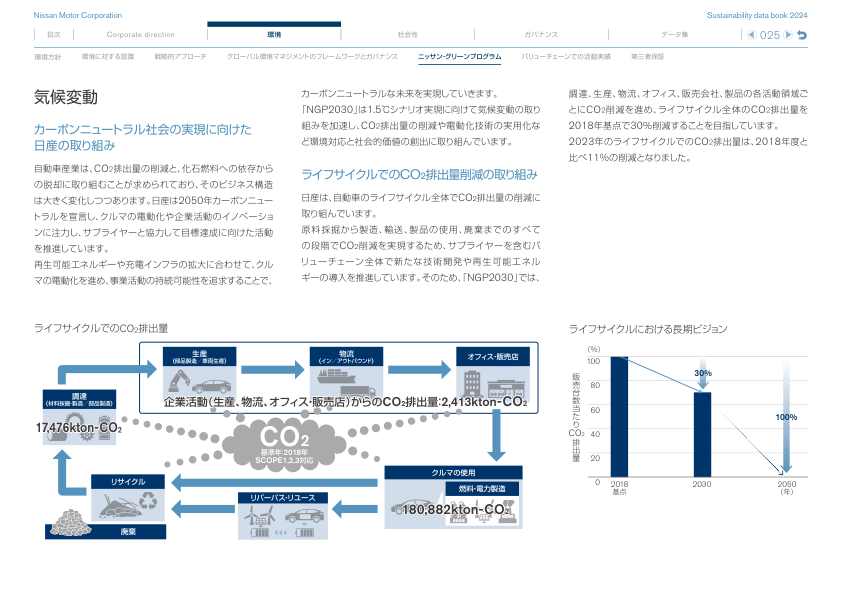 Nissan Motor Corporation
Sustainability data book 2024
目次
Corporate direction
環境
社会性
ガバナンス
データ集
025
環境方針
環境に対する認識
戦略的アプローチ
グローバル環境マネジメントのフレームワークとガバナンス
ニッサン・グリーンプログラム
バリューチェーンでの活動実績
第三者保証
気候変動
カーボンニュートラル社会の実現に向けた
日産の取り組み
自動車産業は、CO2排出量の削減と、化石燃料への依存から
の脱却に取り組むことが求められており、そのビジネス構造
は大きく変化しつつあります。日産は2050年カーボンニュー
トラルを宣言し、クルマの電動化や企業活動のイノベーショ
ンに注力し、サプライヤーと協力して目標達成に向けた活動
を推進しています。
再生可能エネルギーや充電インフラの拡大に合わせて、クル
マの電動化を進め、事業活動の持続可能性を追求することで、
カーボンニュートラルな未来を実現していきます。
「NGP2030」は1.5℃シナリオ実現に向けて気候変動の取り
組みを加速し、CO2排出量の削減や電動化技術の実用化な
ど環境対応と社会的価値の創出に取り組んでいます。
ライフサイクルでのCO2排出量削減の取り組み
日産は、自動車のライフサイクル全体でCO2排出量の削減に
取り組んでいます。
原料採掘から製造、輸送、製品の使用、廃棄までのすべて
の段階でCO2削減を実現するため、サプライヤーを含むバ
リューチェーン全体で新たな技術開発や再生可能エネル
ギーの導入を推進しています。そのため、「NGP2030」では、
調達、生産、物流、オフィス、販売会社、製品の各活動領域ご
とにCO2削減を進め、ライフサイクル全体のCO2排出量を
2018年基点で30%削減することを目指しています。
2023年のライフサイクルでのCO2排出量は、2018年度と
比べ11%の削減となりました。
ライフサイクルでのCO2排出量
生産
(部品製造/車両生産)
物流
(イン/アウトバウンド)
オフィス・販売店
企業活動(生産、物流、オフィス・販売店)からのCO2排出量:2,413kton-CO2
調達
(材料採掘・製造/部品製造)
17,476kton-CO2
CO2
基準年:2018年
SCOPE1,2,3対応
クルマの使用
燃料・電力製造
180,882kton-CO2
リサイクル
リバーパス・リユース
廃棄
ライフサイクルにおける長期ビジョン
(%)
販売台数当たりCO2排出量
100
80
60
40
20
0
30%
100%
2018
基点
2030
2050
(年)